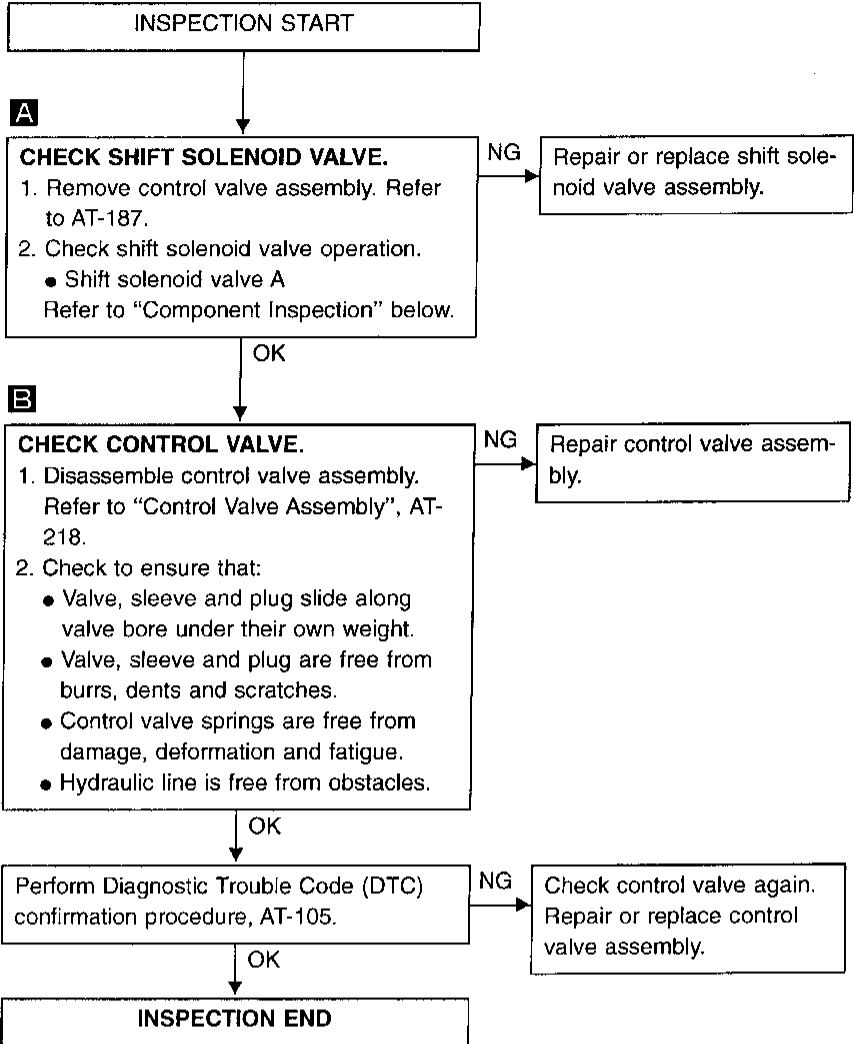 INSPECTION START
A
CHECK SHIFT SOLENOID VALVE.
1. Remove control valve assembly. Refer
to AT-187.
2. Check shift solenoid valve operation.
● Shift solenoid valve A
Refer to “Component Inspection” below.
NG
Repair or replace shift sole-
noid valve assembly.
OK
B
CHECK CONTROL VALVE.
1. Disassemble control valve assembly.
Refer to “Control Valve Assembly”, AT-
218.
2. Check to ensure that:
● Valve, sleeve and plug slide along
valve bore under their own weight.
● Valve, sleeve and plug are free from
burrs, dents and scratches.
● Control valve springs are free from
damage, deformation and fatigue.
● Hydraulic line is free from obstacles.
NG
Repair control valve assem-
bly.
OK
Perform Diagnostic Trouble Code (DTC)
confirmation procedure, AT-105.
NG
Check control valve again.
Repair or replace control
valve assembly.
OK
INSPECTION END